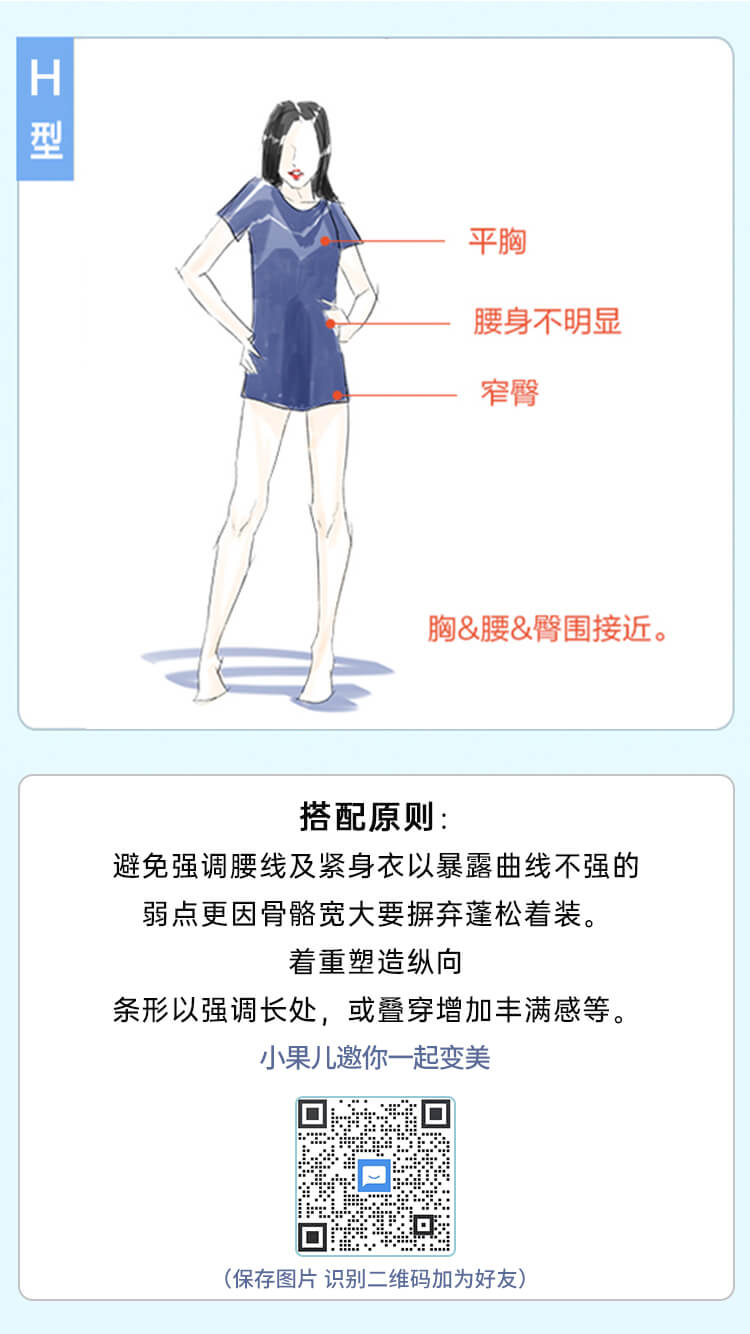 H
型
平胸
腰身不明显
窄臀
胸&腰&臀围接近。
搭配原则：
避免强调腰线及紧身衣以暴露曲线不强的
弱点更因骨骼宽大要摒弃蓬松着装。
着重塑造纵向
条形以强调长处，或叠穿增加丰满感等。
小果儿邀你一起变美
（保存图片 识别二维码加为好友）